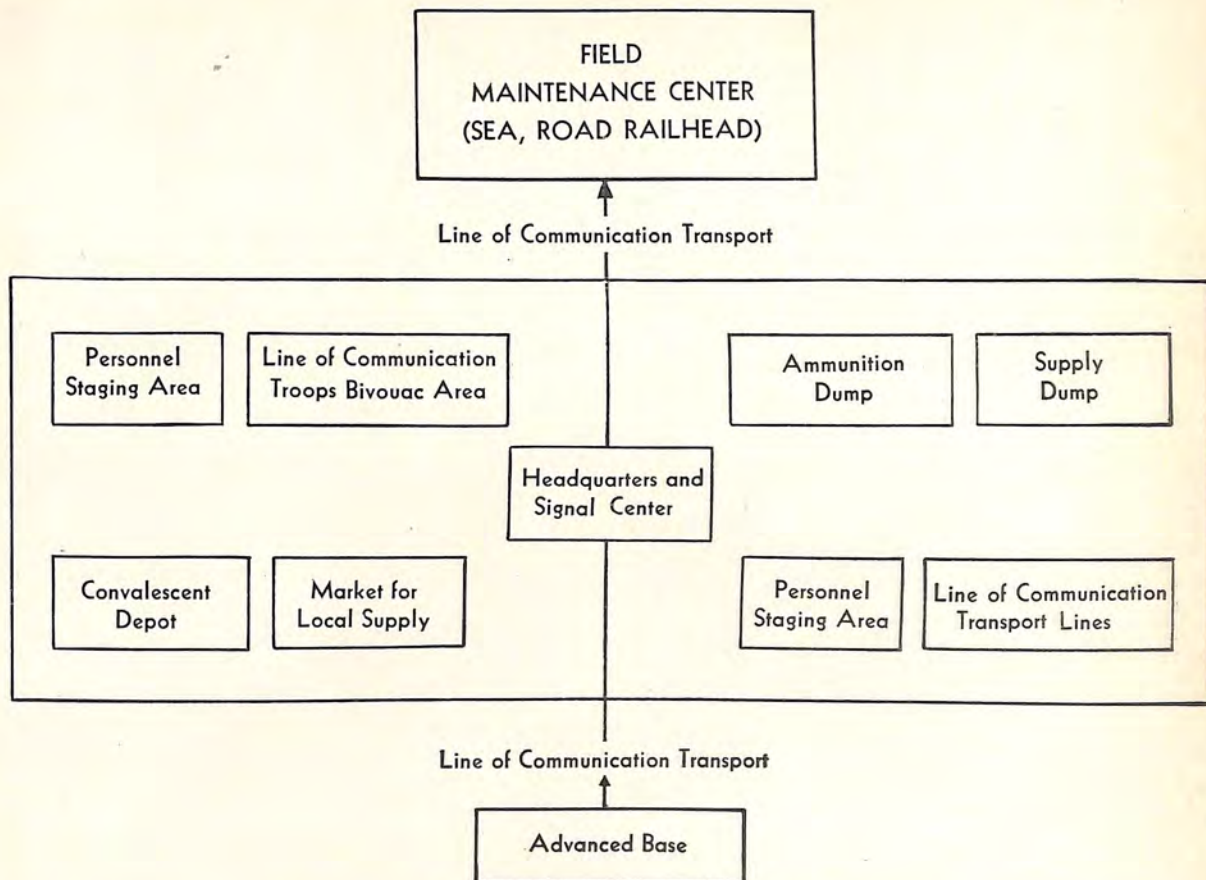 FIELD
MAINTENANCE CENTER
(SEA, ROAD RAILHEAD)
Line of Communication Transport
Personnel
Staging Area
Line of Communication
Troops Bivouac Area
Ammunition
Dump
Supply
Dump
Headquarters and
Signal Center
Convalescent
Depot
Market for
Local Supply
Personnel
Staging Area
Line of Communication
Transport Lines
Line of Communication Transport
Advanced Base